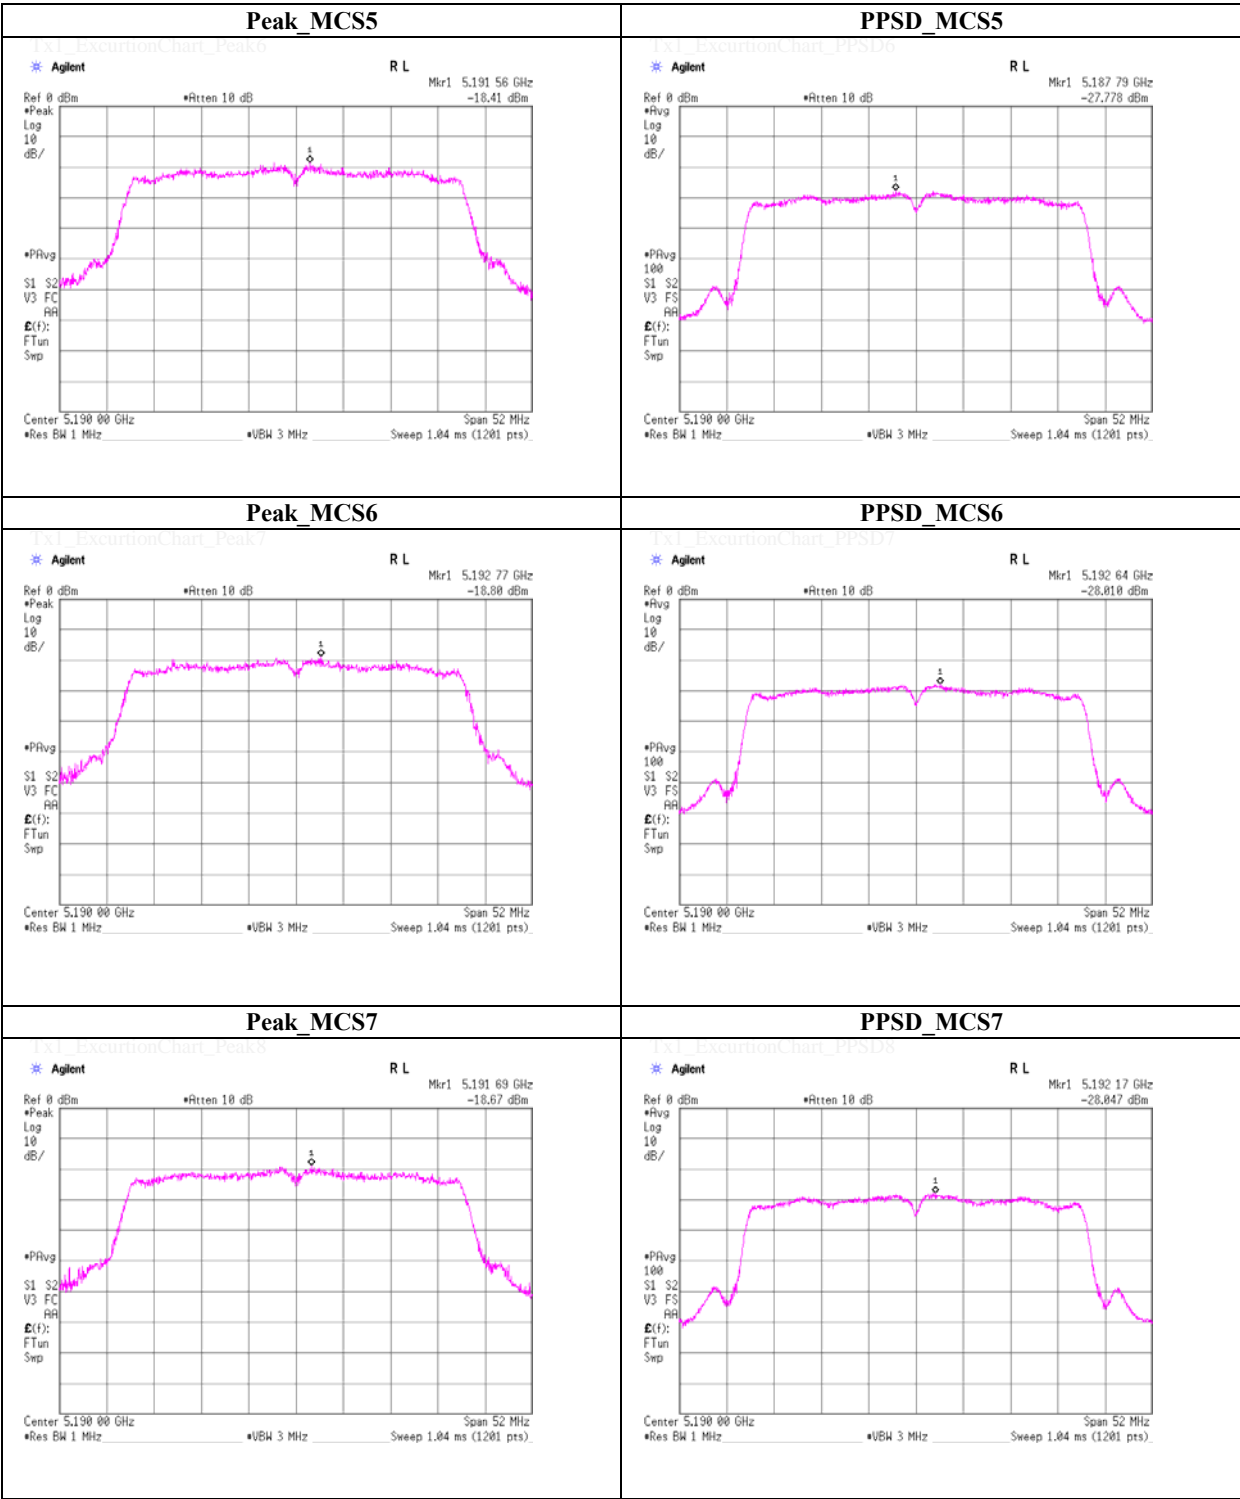 Peak_MCS5
PPSD_MCS5
Tx1_ExcurtionChart_Peak6
Agilent
R L
Mkr1 5.191 56 GHz
Ref 0 dBm
*Atten 10 dB
-18.41 dBm
*Peak
Log
10
dB/
1
*PAvg
S1 S2
V3 FC
AA
£(f):
FTun
Swp
Center 5.190 00 GHz
Span 52 MHz
*Res BW 1 MHz
*VBW 3 MHz
Sweep 1.04 ms (1201 pts)
Tx1_ExcurtionChart_PPSD6
Agilent
R L
Mkr1 5.187 79 GHz
Ref 0 dBm
*Atten 10 dB
-27.778 dBm
*Avg
Log
10
dB/
1
*PAvg
100
S1 S2
V3 FS
AA
£(f):
FTun
Swp
Center 5.190 00 GHz
Span 52 MHz
*Res BW 1 MHz
*VBW 3 MHz
Sweep 1.04 ms (1201 pts)
Peak_MCS6
PPSD_MCS6
Tx1_ExcurtionChart_Peak7
Agilent
R L
Mkr1 5.192 77 GHz
Ref 0 dBm
*Atten 10 dB
-18.80 dBm
*Peak
Log
10
dB/
1
*PAvg
S1 S2
V3 FC
AA
£(f):
FTun
Swp
Center 5.190 00 GHz
Span 52 MHz
*Res BW 1 MHz
*VBW 3 MHz
Sweep 1.04 ms (1201 pts)
Tx1_ExcurtionChart_PPSD7
Agilent
R L
Mkr1 5.192 64 GHz
Ref 0 dBm
*Atten 10 dB
-28.010 dBm
*Avg
Log
10
dB/
1
*PAvg
100
S1 S2
V3 FS
AA
£(f):
FTun
Swp
Center 5.190 00 GHz
Span 52 MHz
*Res BW 1 MHz
*VBW 3 MHz
Sweep 1.04 ms (1201 pts)
Peak_MCS7
PPSD_MCS7
Tx1_ExcurtionChart_Peak8
Agilent
R L
Mkr1 5.191 69 GHz
Ref 0 dBm
*Atten 10 dB
-18.67 dBm
*Peak
Log
10
dB/
1
*PAvg
S1 S2
V3 FC
AA
£(f):
FTun
Swp
Center 5.190 00 GHz
Span 52 MHz
*Res BW 1 MHz
*VBW 3 MHz
Sweep 1.04 ms (1201 pts)
Tx1_ExcurtionChart_PPSD8
Agilent
R L
Mkr1 5.192 17 GHz
Ref 0 dBm
*Atten 10 dB
-28.047 dBm
*Avg
Log
10
dB/
1
*PAvg
100
S1 S2
V3 FS
AA
£(f):
FTun
Swp
Center 5.190 00 GHz
Span 52 MHz
*Res BW 1 MHz
*VBW 3 MHz
Sweep 1.04 ms (1201 pts)